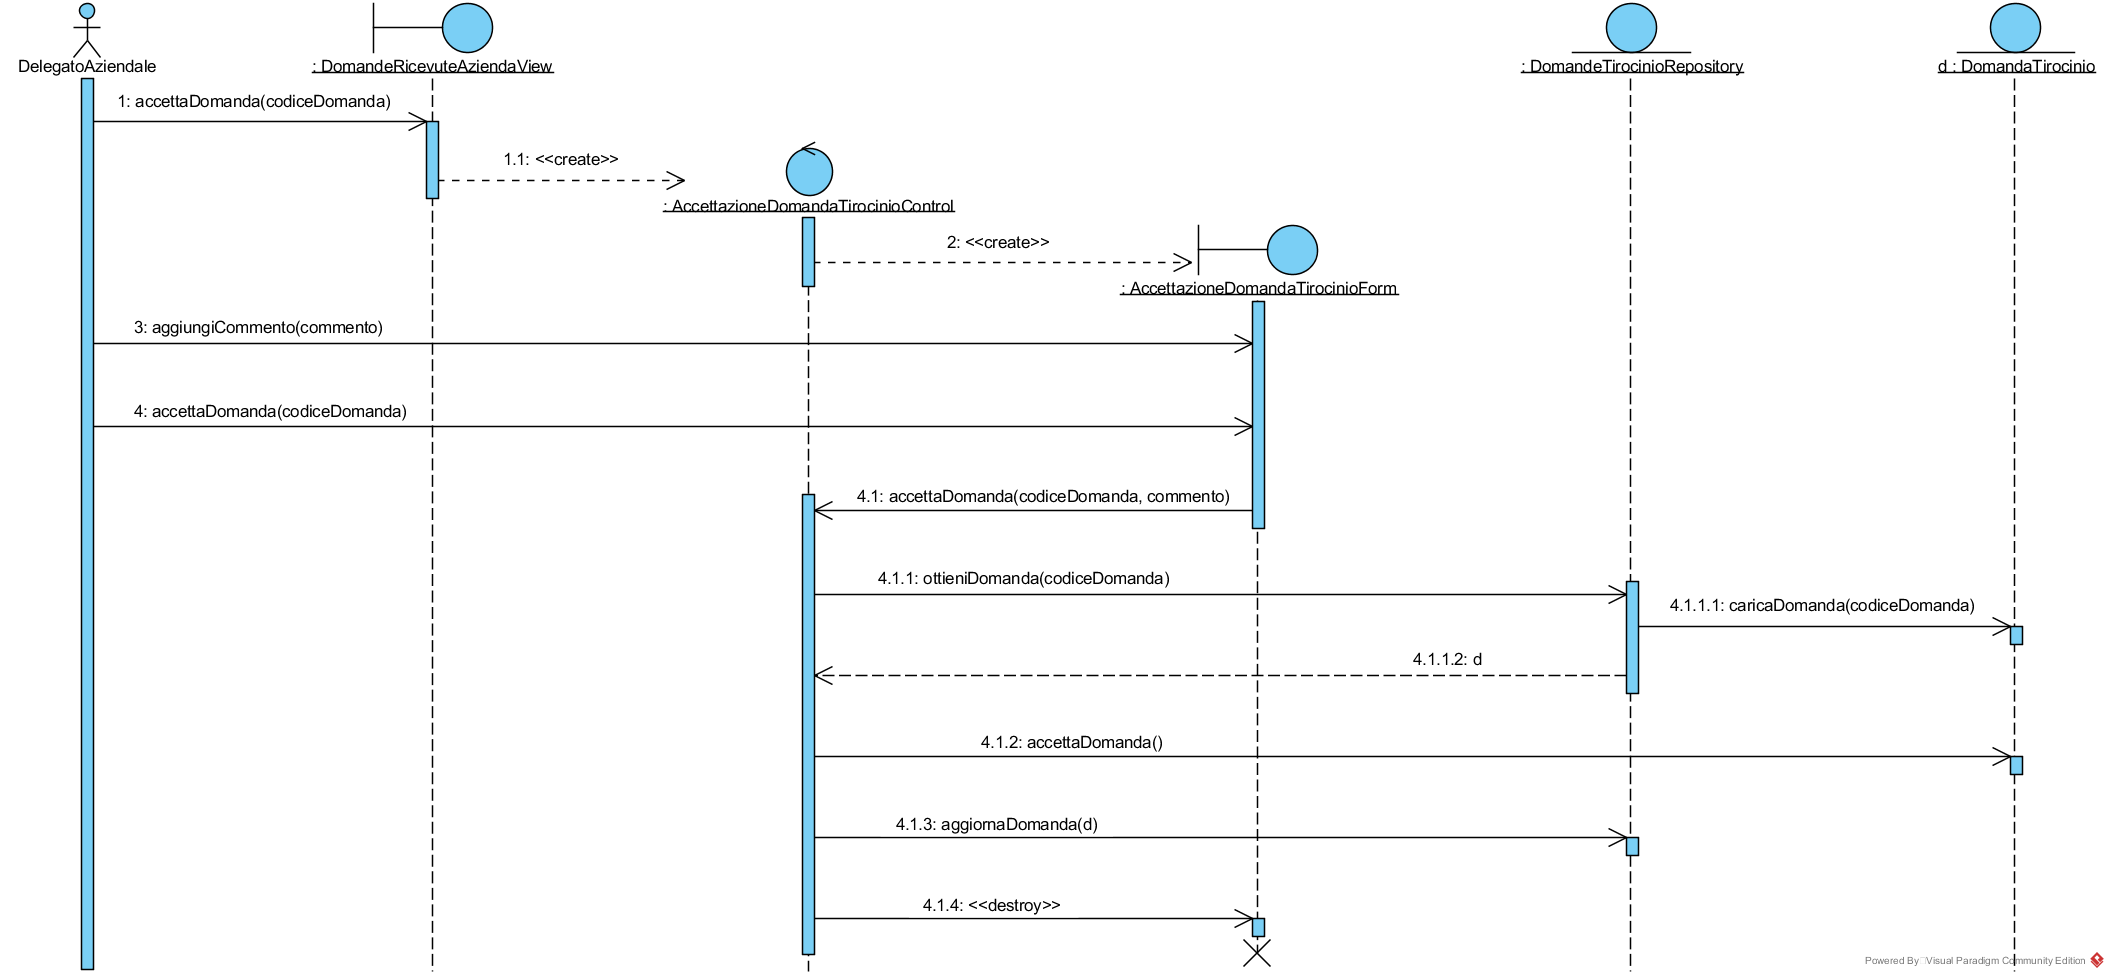 DelegatoAziendale
: DomandeRicevuteAziendaView
: DomandeTirocinioRepository
d : DomandaTirocinio
1: accettaDomanda(codiceDomanda)
1.1: <<create>>
: AccettazioneDomandaTirocinioControl
2: <<create>>
: AccettazioneDomandaTirocinioForm
3: aggiungiCommento(commento)
4: accettaDomanda(codiceDomanda)
4.1: accettaDomanda(codiceDomanda, commento)
4.1.1: ottieniDomanda(codiceDomanda)
4.1.1.1: caricaDomanda(codiceDomanda)
4.1.1.2: d
4.1.2: accettaDomanda()
4.1.3: aggiornaDomanda(d)
4.1.4: <<destroy>>
Powered By Visual Paradigm Community Edition